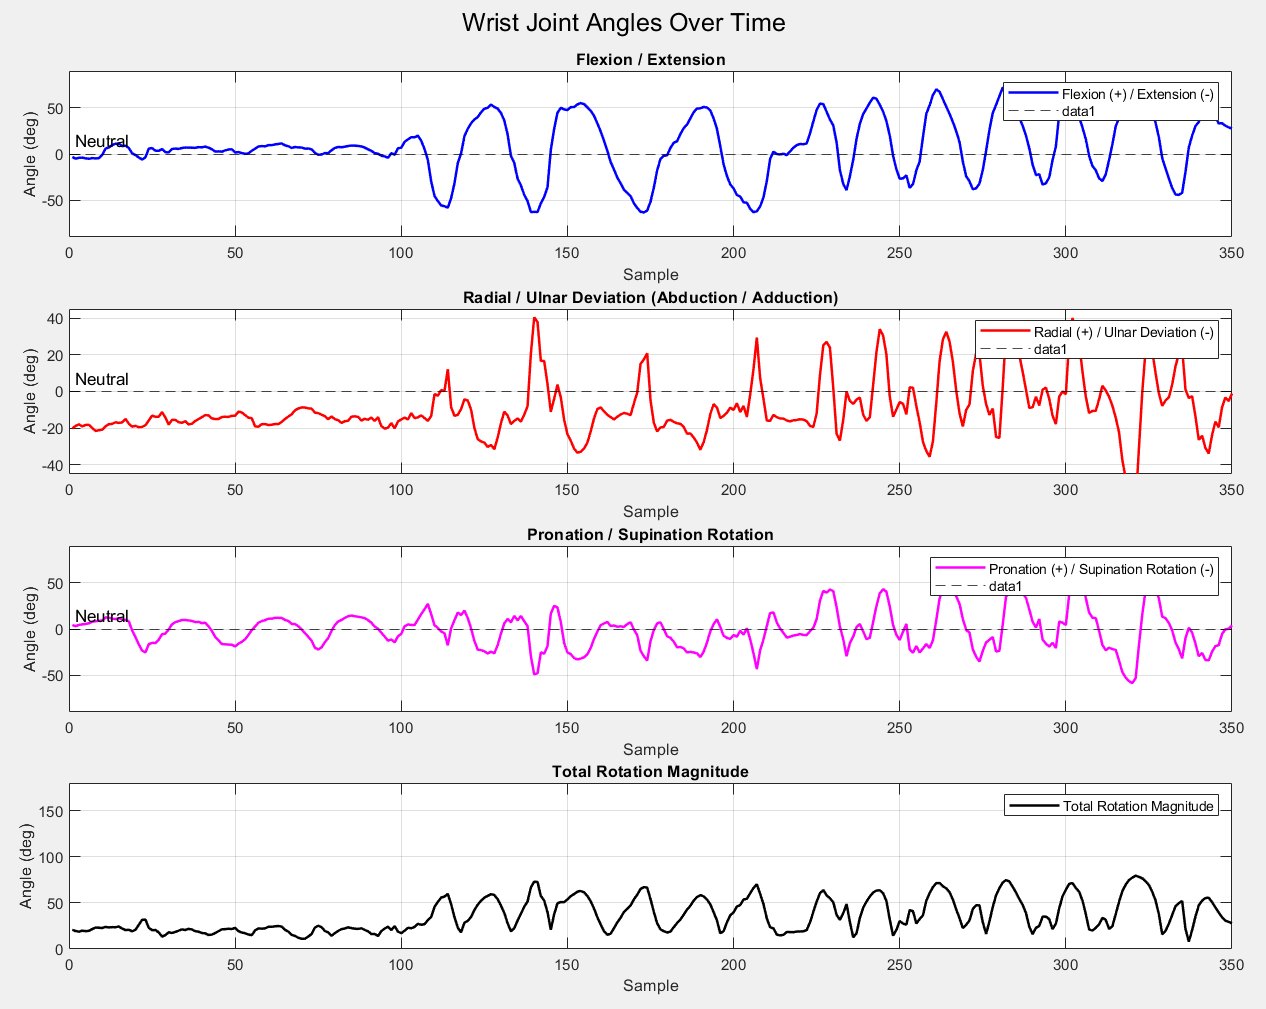 Wrist Joint Angles Over Time
Flexion / Extension
Flexion (+) / Extension (-)
data1
Neutral
50
0
-50
Angle (deg)
0 50 100 150 200 250 300 350
Sample
Radial / Ulnar Deviation (Abduction / Adduction)
Radial (+) / Ulnar Deviation (-)
data1
Neutral
40
20
0
-20
-40
Angle (deg)
0 50 100 150 200 250 300 350
Sample
Pronation / Supination Rotation
Pronation (+) / Supination Rotation (-)
data1
Neutral
50
0
-50
Angle (deg)
0 50 100 150 200 250 300 350
Sample
Total Rotation Magnitude
Total Rotation Magnitude
150
100
50
0
Angle (deg)
0 50 100 150 200 250 300 350
Sample